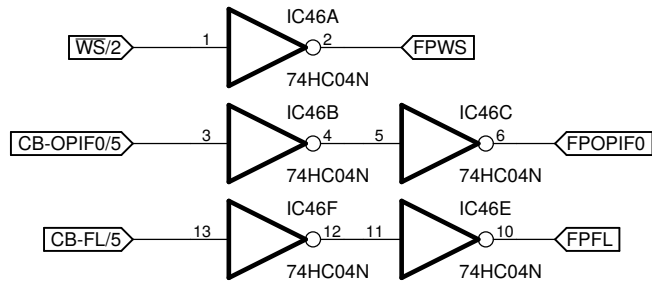 IC46A
W̅S̅/2 1 2 FPWS
74HC04N
IC46B IC46C
CB-OPIF0/5 3 4 5 6 FPOPIF0
74HC04N 74HC04N
IC46F IC46E
CB-FL/5 13 12 11 10 FPFL
74HC04N 74HC04N